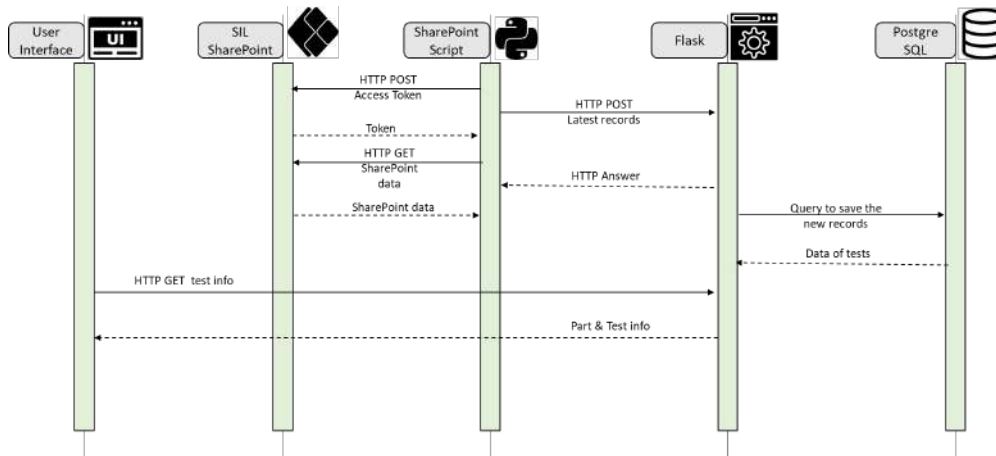 User
Interface
UI
SIL
SharePoint
SharePoint
Script
Flask
Postgre
SQL
HTTP POST
Access Token
HTTP POST
Latest records
Token
HTTP GET
SharePoint
data
HTTP Answer
SharePoint data
Query to save the
new records
Data of tests
HTTP GET test info
Part & Test info